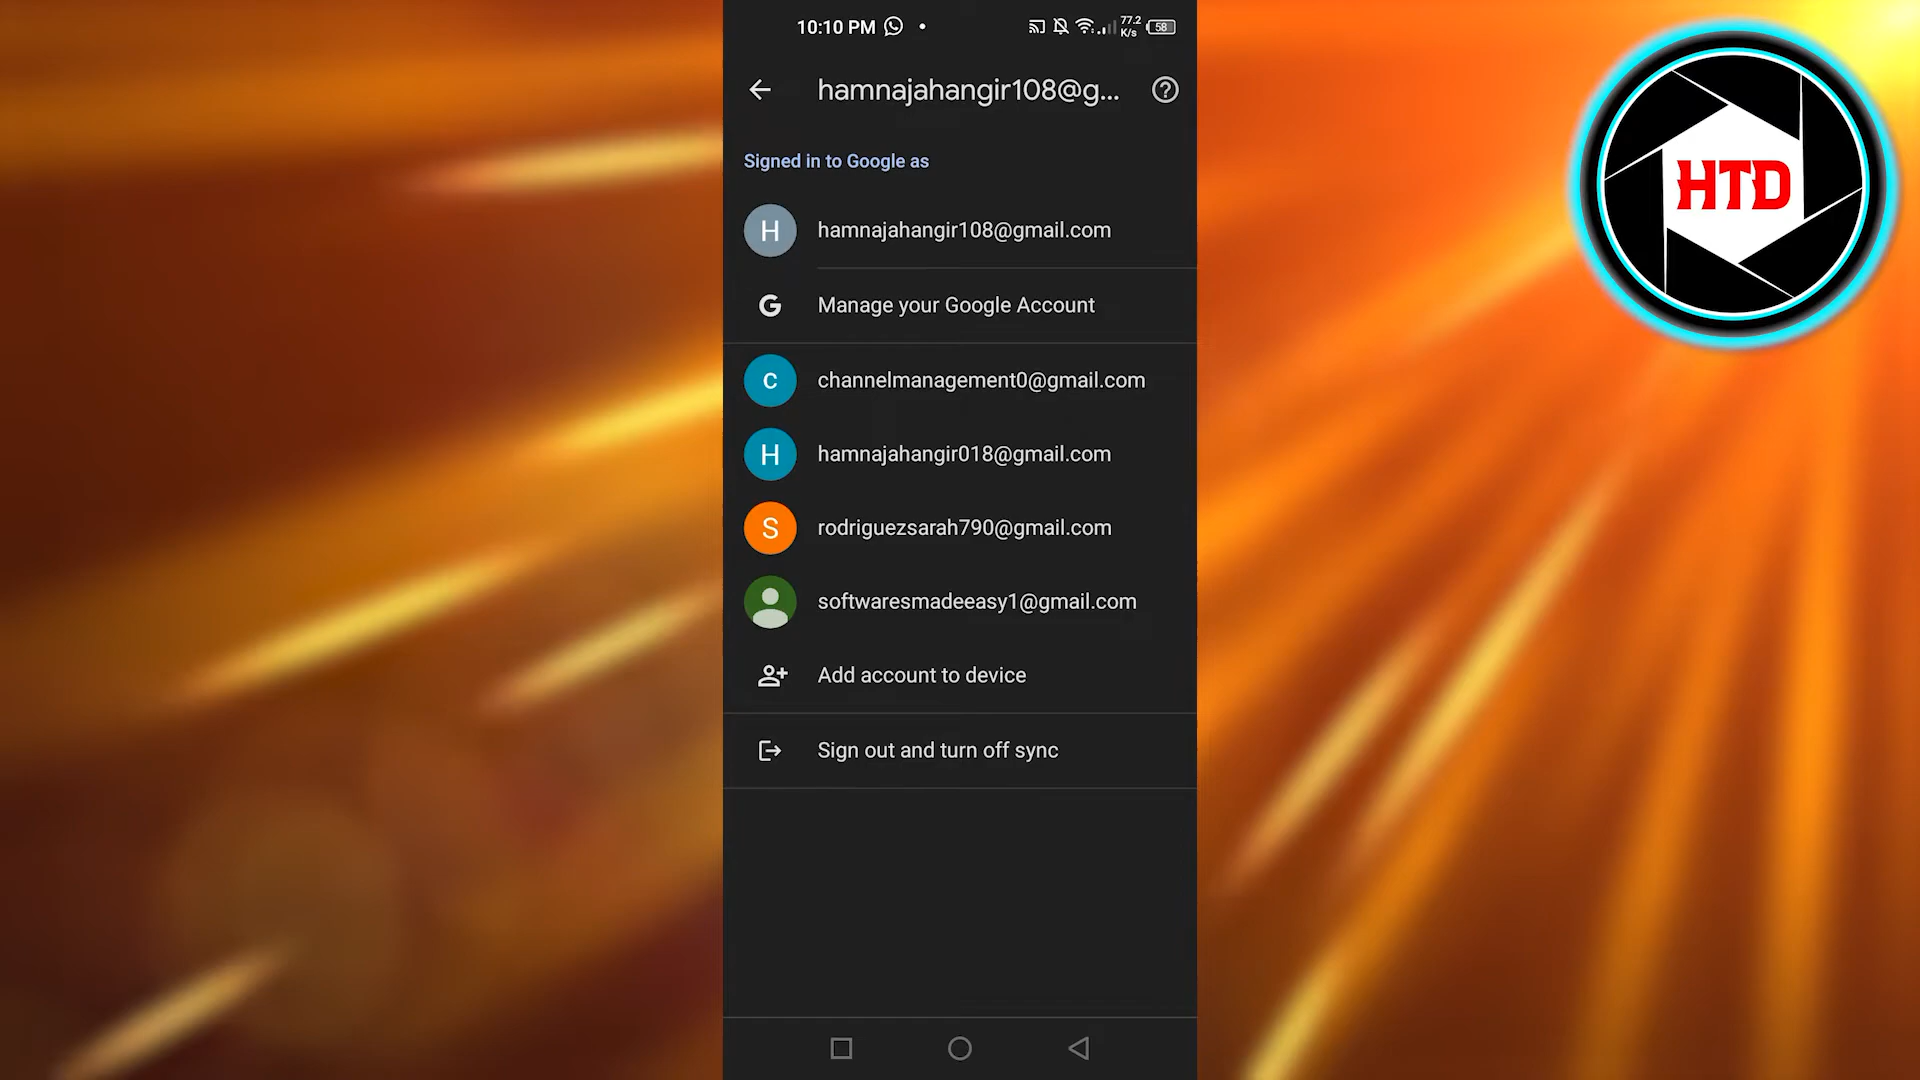 10:10 PM
77.2
K/s
58
hamnajahangir108@g...
Signed in to Google as
H
hamnajahangir108@gmail.com
G
Manage your Google Account
c
channelmanagement0@gmail.com
H
hamnajahangir018@gmail.com
S
rodriguezsarah790@gmail.com
softwaresmadeeasy1@gmail.com
Add account to device
Sign out and turn off sync
HTD